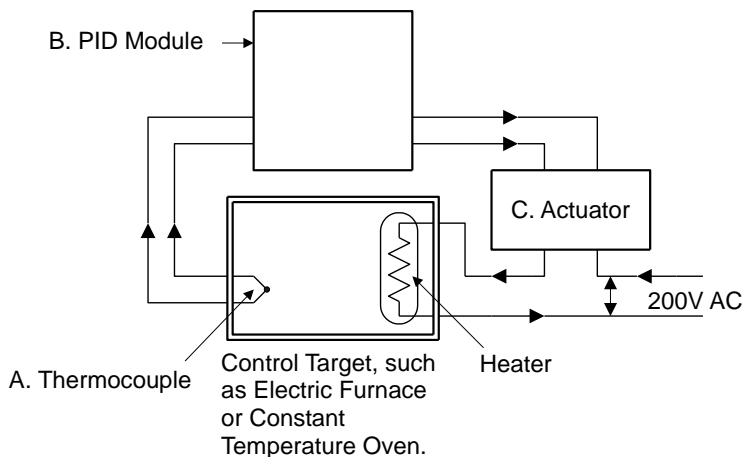 B. PID Module
C. Actuator
200V AC
A. Thermocouple
Control Target, such
as Electric Furnace
or Constant
Temperature Oven.
Heater